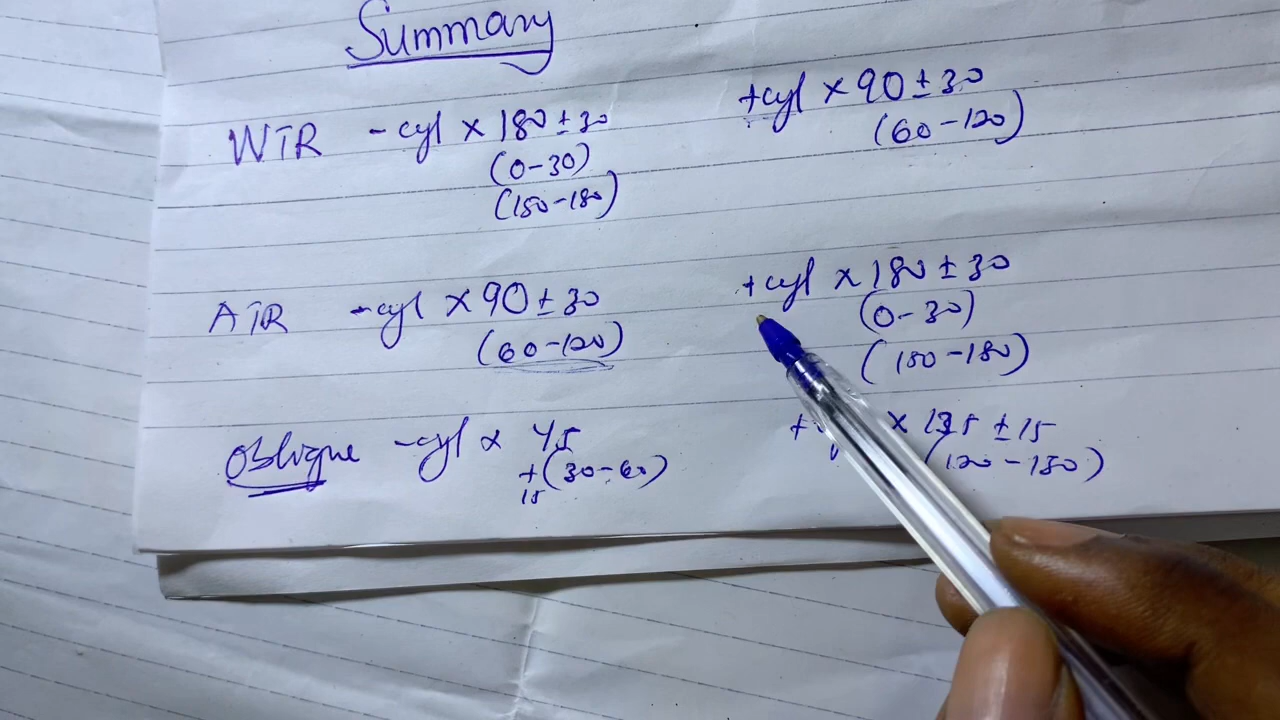 Summary
WTR -cyl × 180 ± 30 +cyl × 90 ± 30
(0-30) (60-120)
(150-180)
ATR -cyl × 90 ± 30 +cyl × 180 ± 30
(60-120) (0-30)
(150-180)
Oblique -cyl × 45 + × 135 ± 15
±(30-60) (120-150)
15